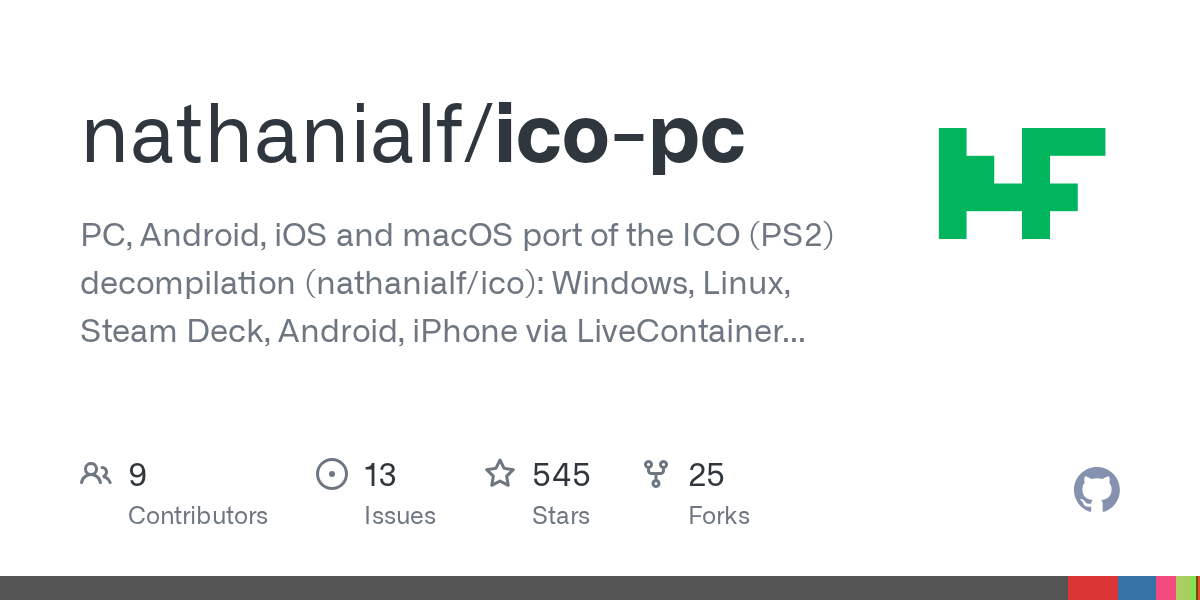 nathanialf/ico-pc
PC, Android, iOS and macOS port of the ICO (PS2)
decompilation (nathanialf/ico): Windows, Linux,
Steam Deck, Android, iPhone via LiveContainer...
9
Contributors
13
Issues
545
Stars
25
Forks